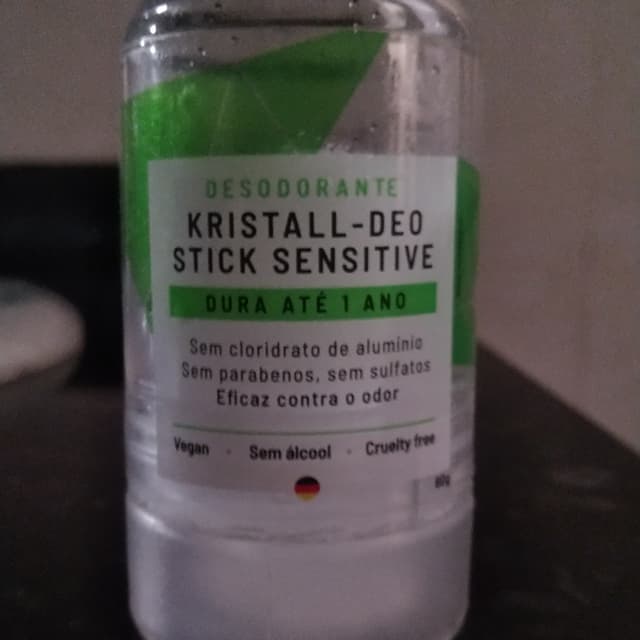 DESODORANTE
KRISTALL-DEO
STICK SENSITIVE
DURA ATÉ 1 ANO
Sem cloridrato de alumínio
Sem parabenos, sem sulfatos
Eficaz contra o odor
Vegan · Sem álcool · Cruelty free
80g